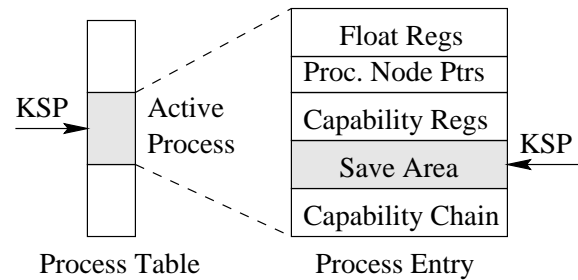 KSP
Active
Process
Process Table
Float Regs
Proc. Node Ptrs
Capability Regs
Save Area
Capability Chain
KSP
Process Entry